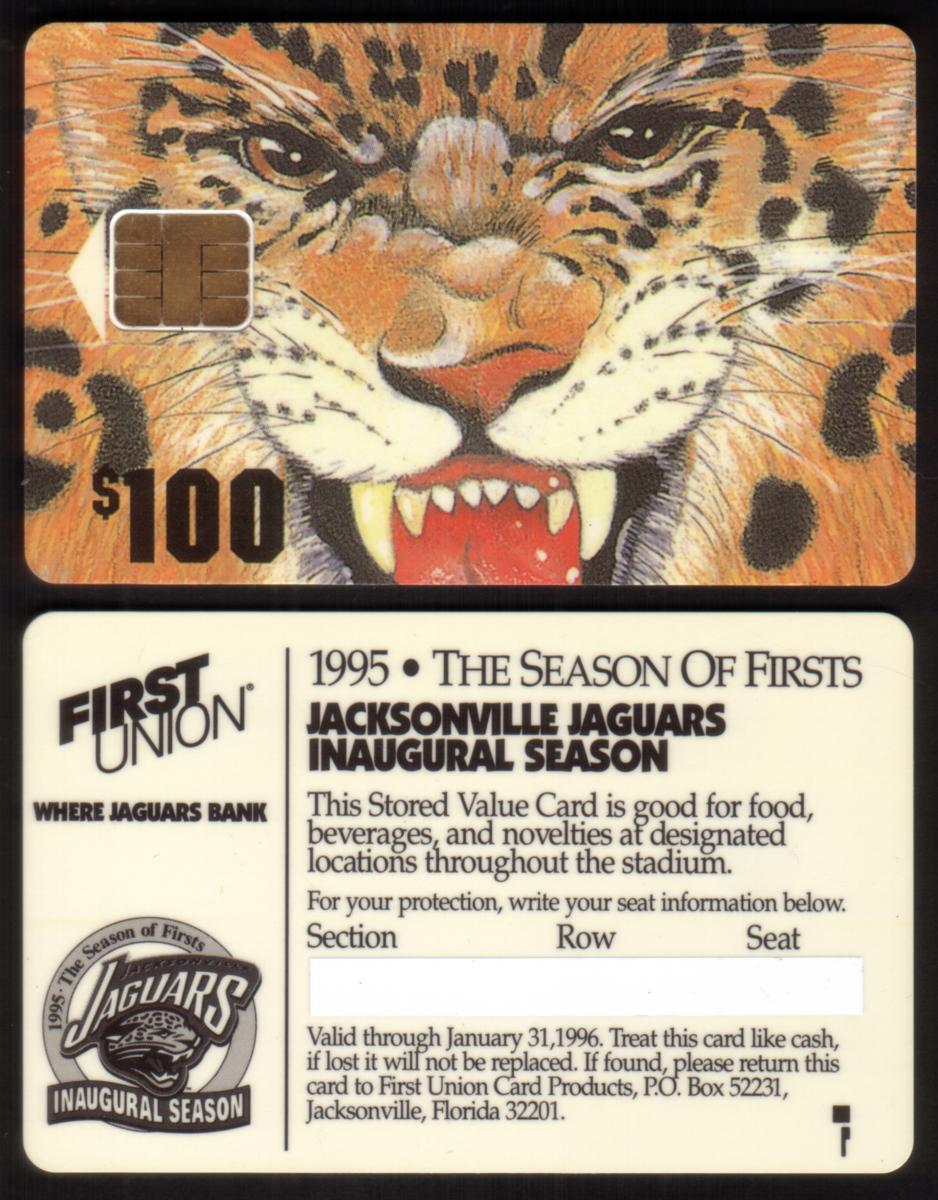 $100
FIRST
UNION®
WHERE JAGUARS BANK
1995 • The Season of Firsts
JACKSONVILLE
JAGUARS
INAUGURAL SEASON
1995 • THE SEASON OF FIRSTS
JACKSONVILLE JAGUARS
INAUGURAL SEASON
This Stored Value Card is good for food,
beverages, and novelties at designated
locations throughout the stadium.
For your protection, write your seat information below.
Section Row Seat
Valid through January 31,1996. Treat this card like cash,
if lost it will not be replaced. If found, please return this
card to First Union Card Products, P.O. Box 52231,
Jacksonville, Florida 32201.